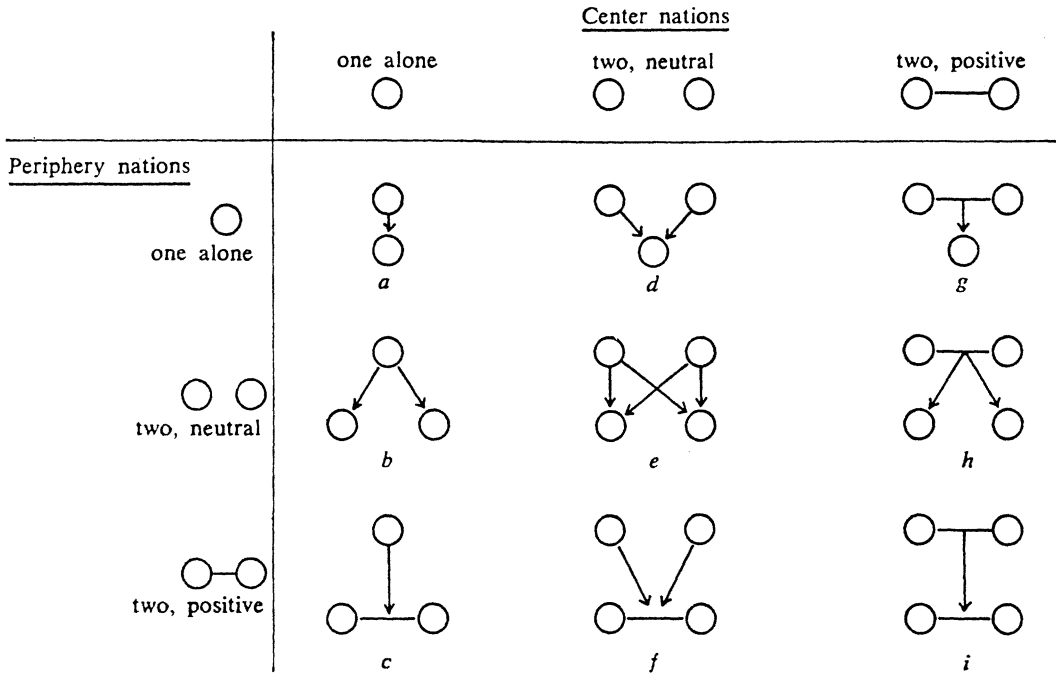 Center nations
one alone
two, neutral
two, positive
Periphery nations
one alone
a
d
g
two, neutral
b
e
h
two, positive
c
f
i